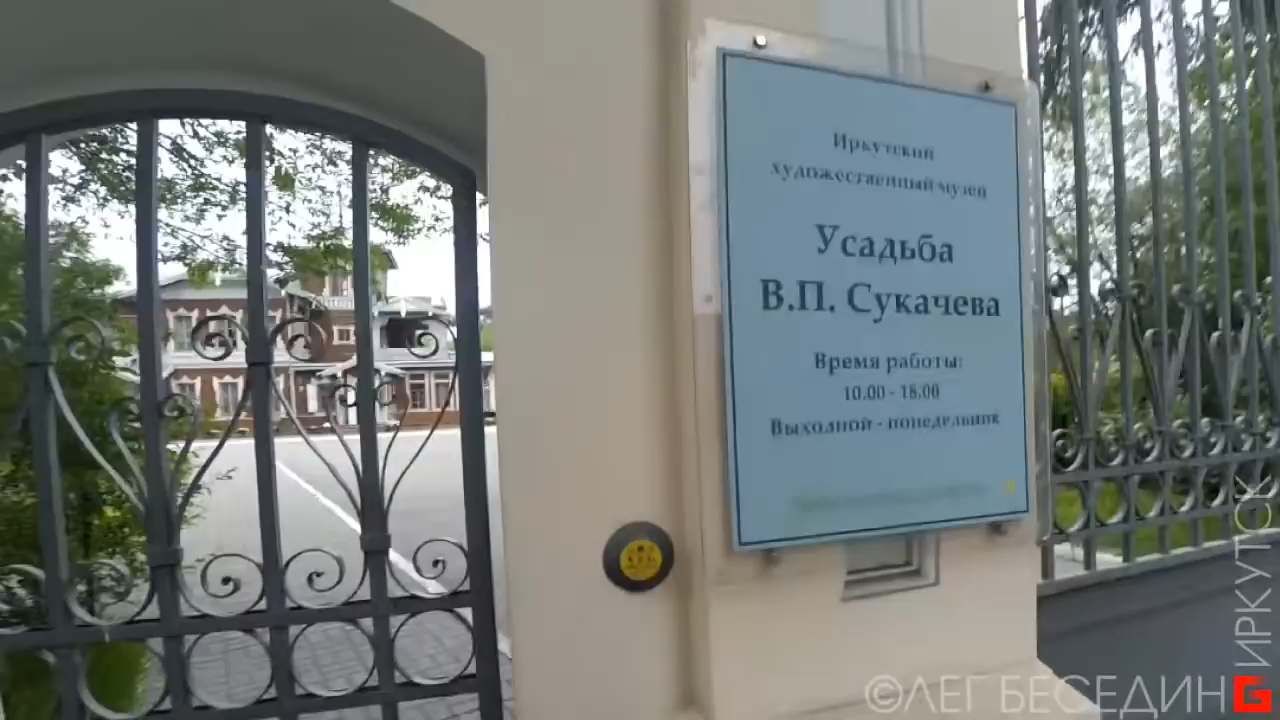 Иркутский
художественный музей
Усадьба
В.П. Сукачева
Время работы:
10.00 - 18.00
Выходной - понедельник
©ЛЕГ БЕСЕДИН
ИРКУТСК